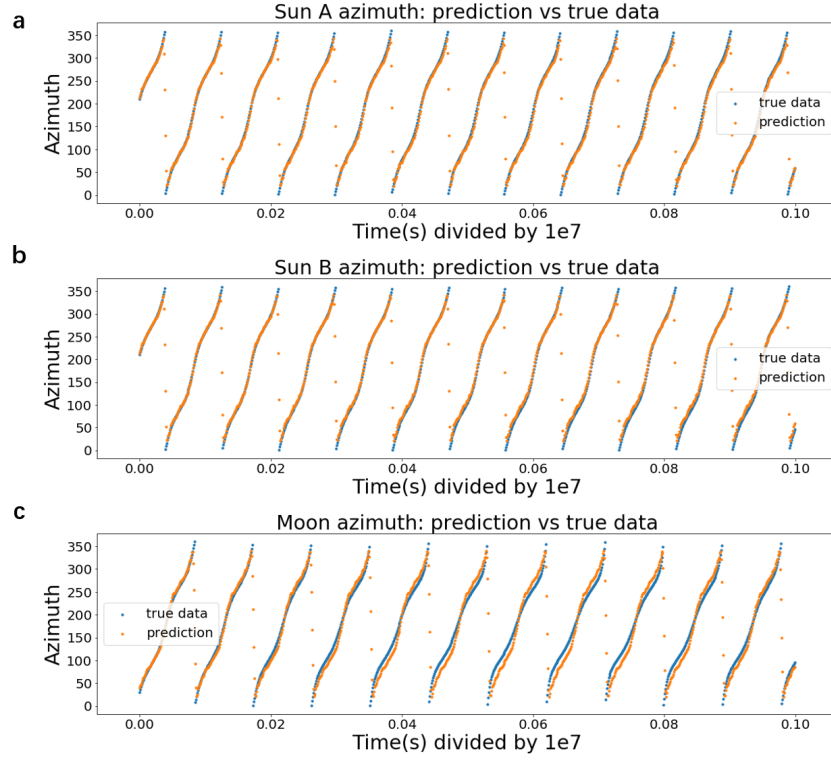 a
Sun A azimuth: prediction vs true data
350
300
250
200
150
100
50
0
Azimuth
true data
prediction
0.00 0.02 0.04 0.06 0.08 0.10
Time(s) divided by 1e7
b
Sun B azimuth: prediction vs true data
350
300
250
200
150
100
50
0
Azimuth
true data
prediction
0.00 0.02 0.04 0.06 0.08 0.10
Time(s) divided by 1e7
c
Moon azimuth: prediction vs true data
350
300
250
200
150
100
50
0
Azimuth
true data
prediction
0.00 0.02 0.04 0.06 0.08 0.10
Time(s) divided by 1e7